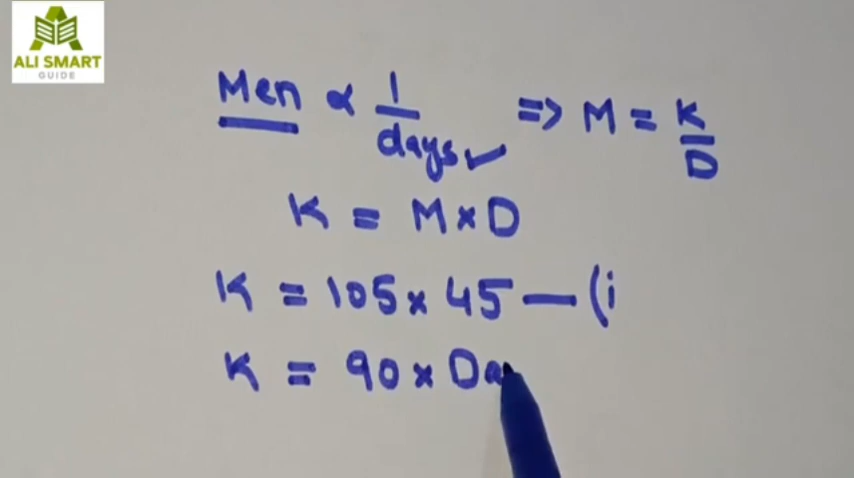 ALI SMART
GUIDE
Men ∝ 1/days ✓ => M = K/D
K = M × D
K = 105 × 45 — (i
K = 90 × Da